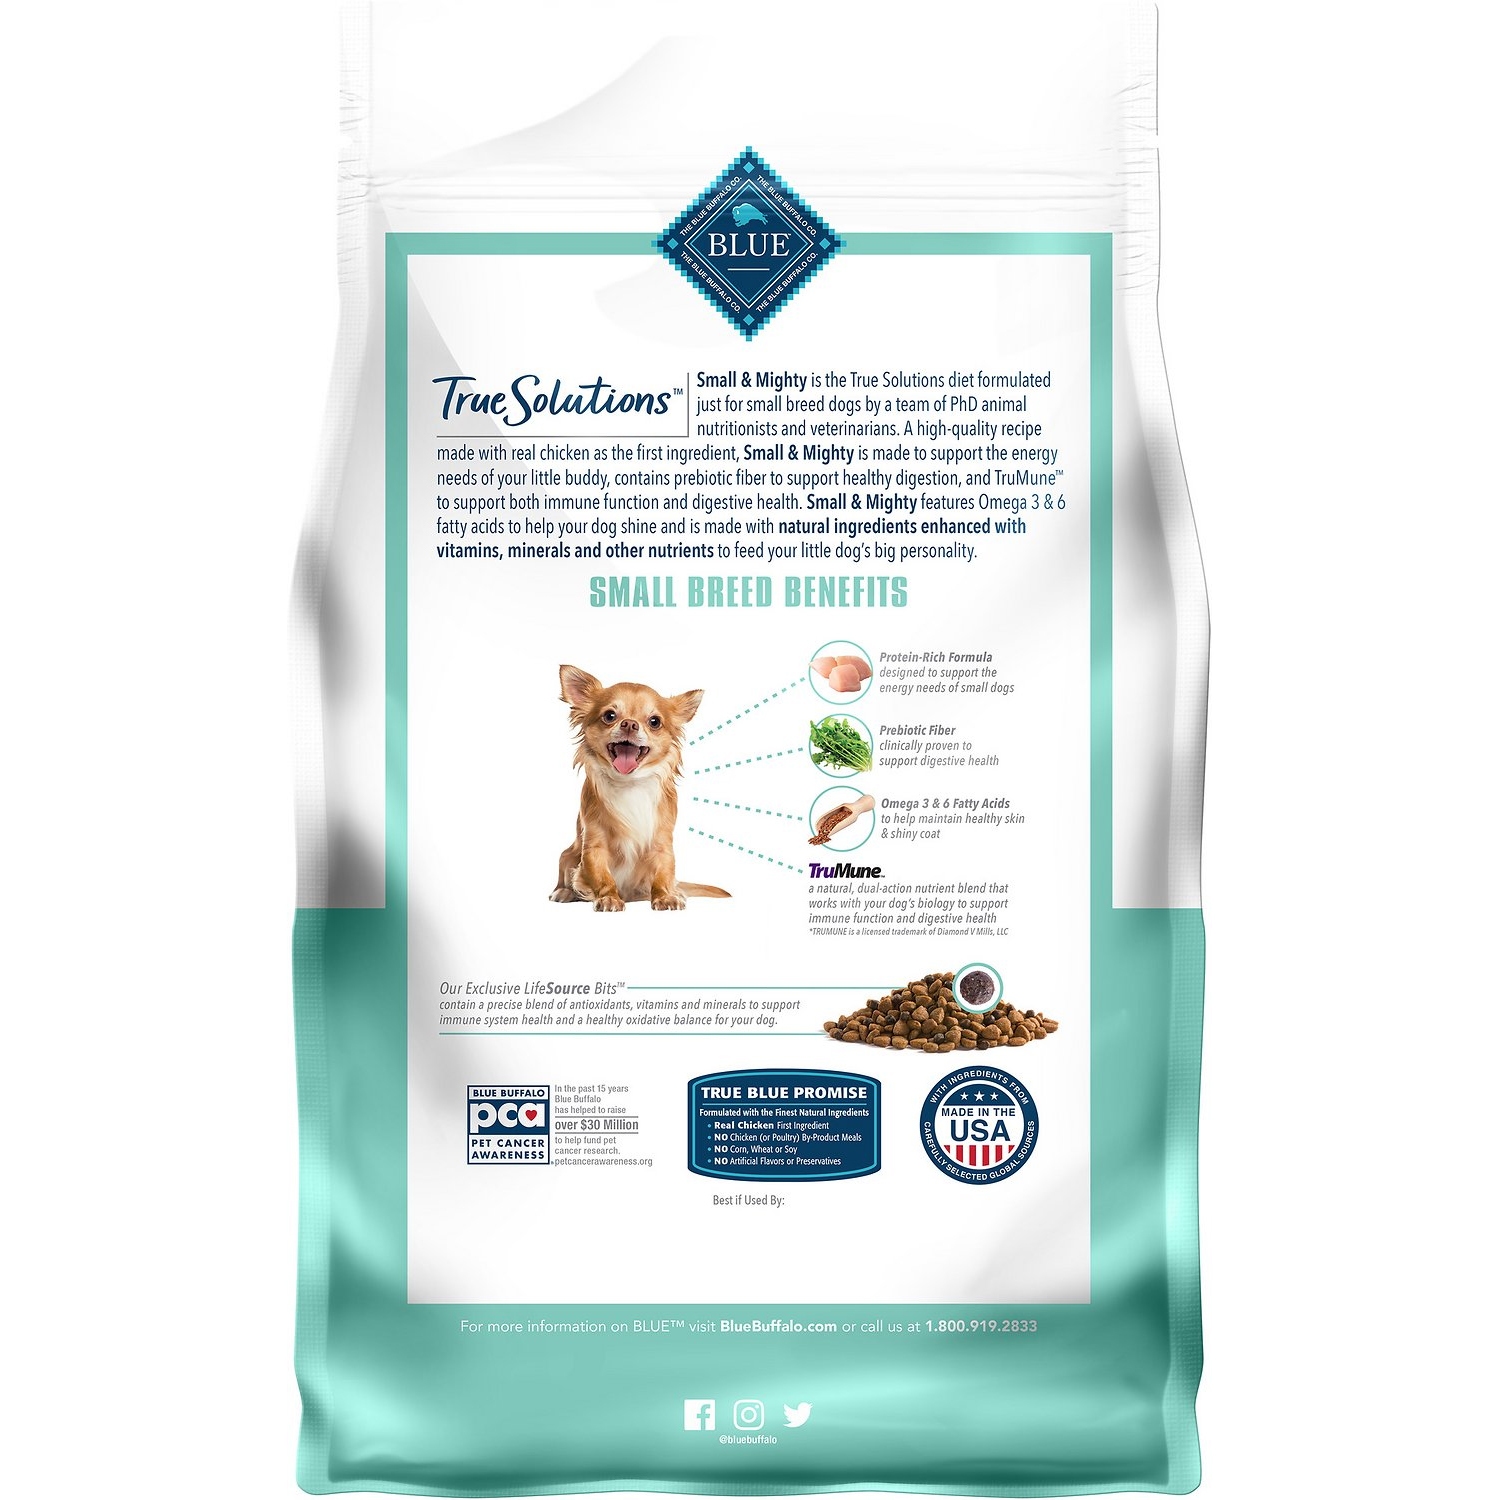 THE BLUE BUFFALO CO.
THE BLUE BUFFALO CO.
BLUE
THE BLUE BUFFALO CO.
THE BLUE BUFFALO CO.
True Solutions™
Small & Mighty is the True Solutions diet formulated
just for small breed dogs by a team of PhD animal
nutritionists and veterinarians. A high-quality recipe
made with real chicken as the first ingredient, Small & Mighty is made to support the energy
needs of your little buddy, contains prebiotic fiber to support healthy digestion, and TruMune™
to support both immune function and digestive health. Small & Mighty features Omega 3 & 6
fatty acids to help your dog shine and is made with natural ingredients enhanced with
vitamins, minerals and other nutrients to feed your little dog's big personality.
SMALL BREED BENEFITS
Protein-Rich Formula
designed to support the
energy needs of small dogs
Prebiotic Fiber
clinically proven to
support digestive health
Omega 3 & 6 Fatty Acids
to help maintain healthy skin
& shiny coat
TruMune™
a natural, dual-action nutrient blend that
works with your dog's biology to support
immune function and digestive health
*TRUMUNE is a licensed trademark of Diamond V Mills, LLC
Our Exclusive LifeSource Bits™
contain a precise blend of antioxidants, vitamins and minerals to support
immune system health and a healthy oxidative balance for your dog.
BLUE BUFFALO
pca
PET CANCER
AWARENESS
In the past 15 years
Blue Buffalo
has helped to raise
over $30 Million
to help fund pet
cancer research.
petcancerawareness.org
TRUE BLUE PROMISE
Formulated with the Finest Natural Ingredients
• Real Chicken First Ingredient
• NO Chicken (or Poultry) By-Product Meals
• NO Corn, Wheat or Soy
• NO Artificial Flavors or Preservatives
WITH INGREDIENTS FROM
MADE IN THE
USA
CAREFULLY SELECTED GLOBAL SOURCES
Best if Used By:
For more information on BLUE™ visit BlueBuffalo.com or call us at 1.800.919.2833
@bluebuffalo